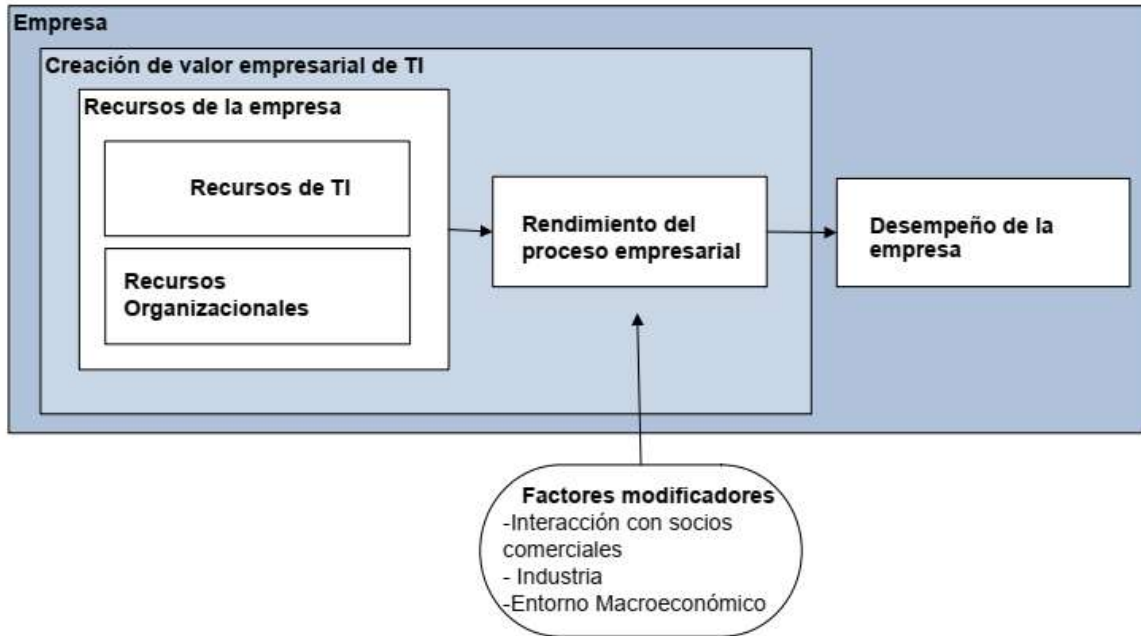 Empresa
Creación de valor empresarial de TI
Recursos de la empresa
Recursos de TI
Recursos
Organizacionales
Rendimiento del
proceso empresarial
Desempeño de la
empresa
Factores modificadores
-Interacción con socios
comerciales
- Industria
-Entorno Macroeconómico